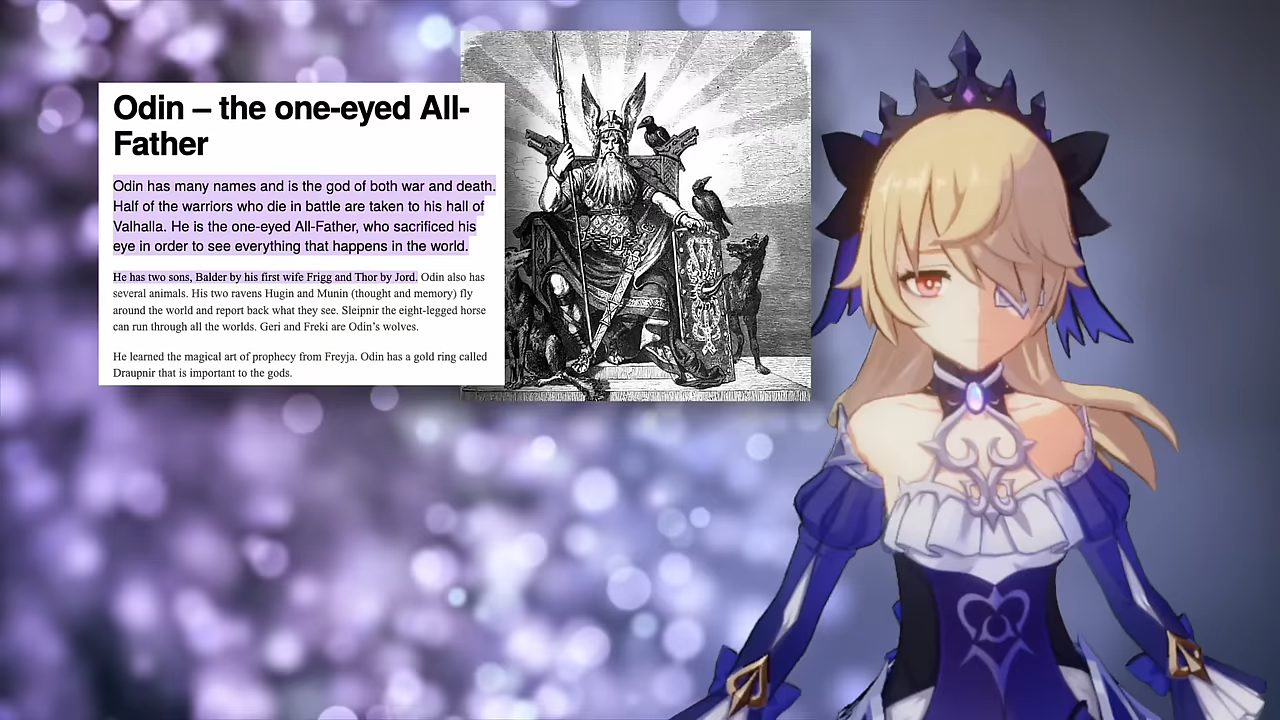 Odin – the one-eyed All-
Father
Odin has many names and is the god of both war and death.
Half of the warriors who die in battle are taken to his hall of
Valhalla. He is the one-eyed All-Father, who sacrificed his
eye in order to see everything that happens in the world.
He has two sons, Balder by his first wife Frigg and Thor by Jord. Odin also has
several animals. His two ravens Hugin and Munin (thought and memory) fly
around the world and report back what they see. Sleipnir the eight-legged horse
can run through all the worlds. Geri and Freki are Odin's wolves.
He learned the magical art of prophecy from Freyja. Odin has a gold ring called
Draupnir that is important to the gods.